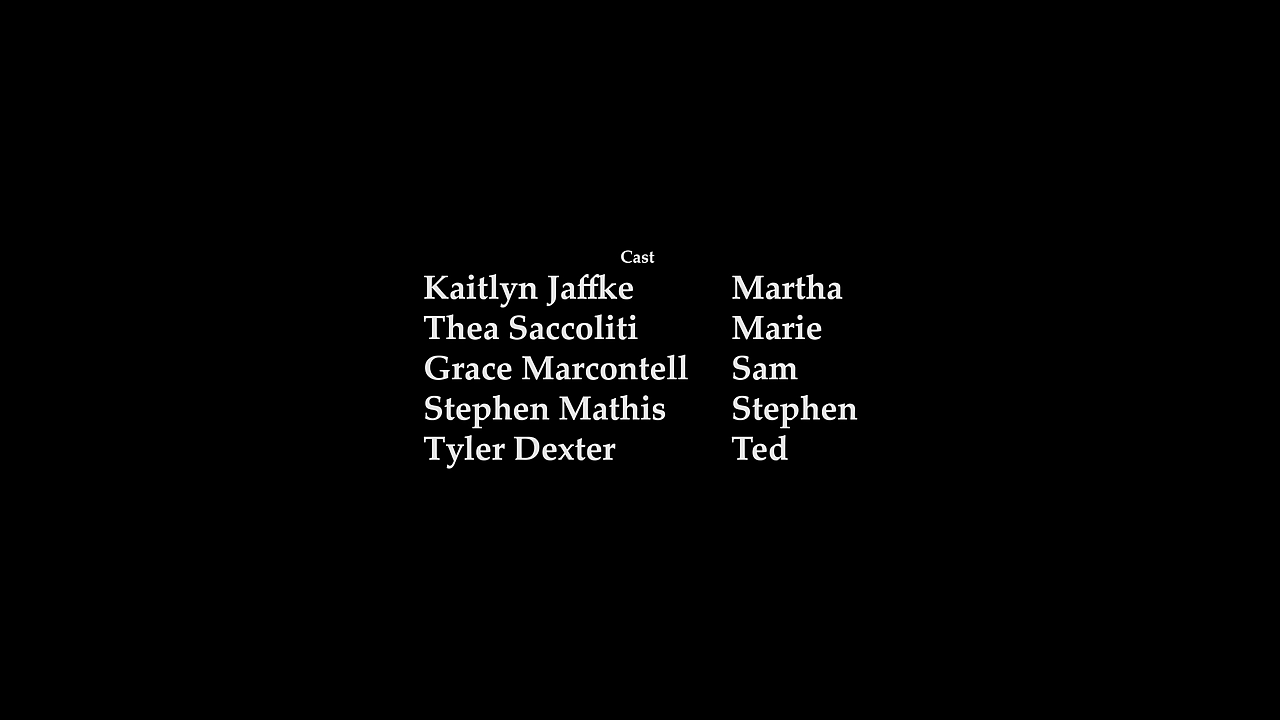 Cast
Kaitlyn Jaffke Martha
Thea Saccoliti Marie
Grace Marcontell Sam
Stephen Mathis Stephen
Tyler Dexter Ted